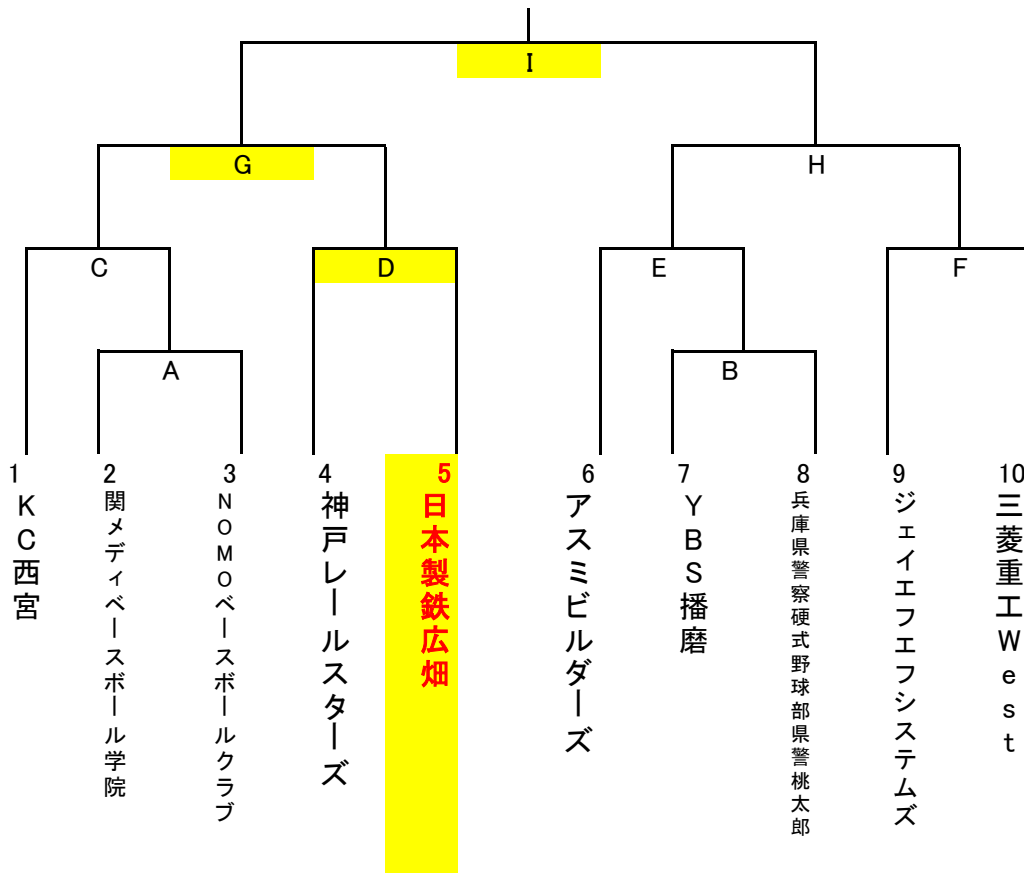 I
G
H
C
D
E
F
A
B
1
KC西宮
2
関メディベースボール学院
3
NOMOベースボールクラブ
4
神戸レールスターズ
5
日本製鉄広畑
6
アスミビルダーズ
7
YBS播磨
8
兵庫県警察硬式野球部県警桃太郎
9
ジェイエフエフシステムズ
10
三菱重工West